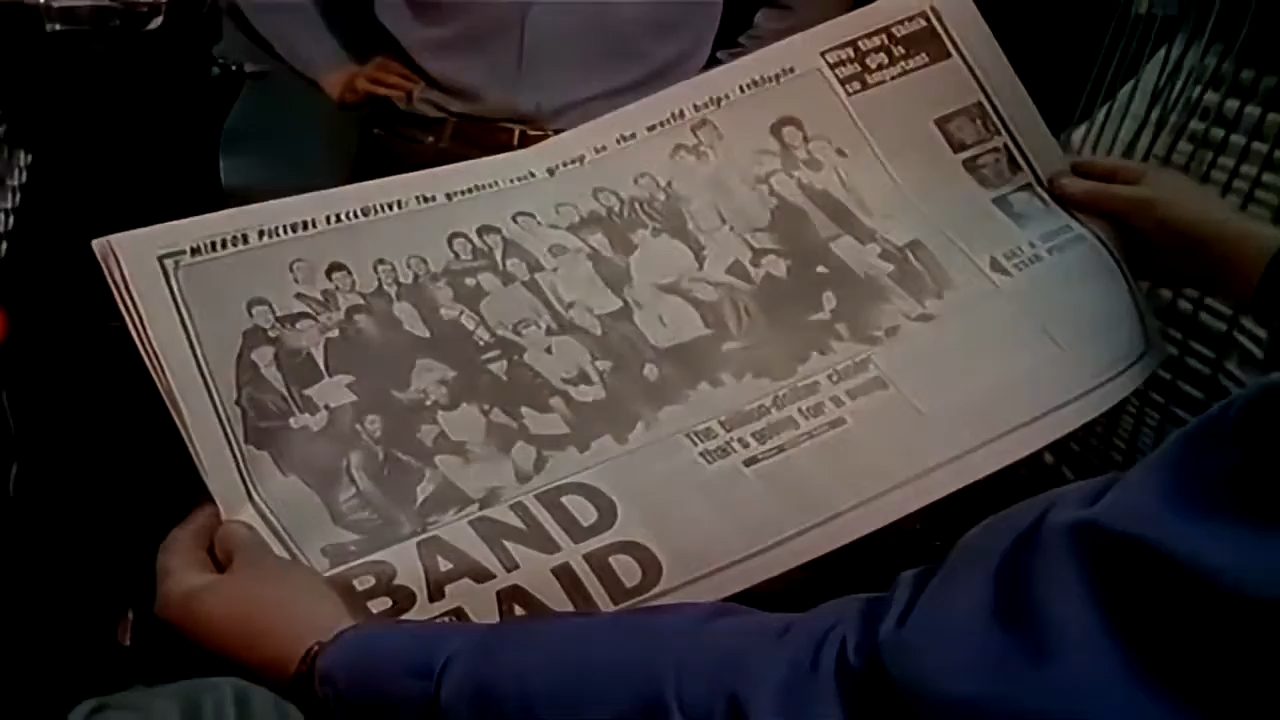 MIRROR PICTURE EXCLUSIVE: The greatest rock group in the world helps Ethiopia
Why they think
this gig is
so important
The billion-dollar choir
that's going for a song
BAND
AID